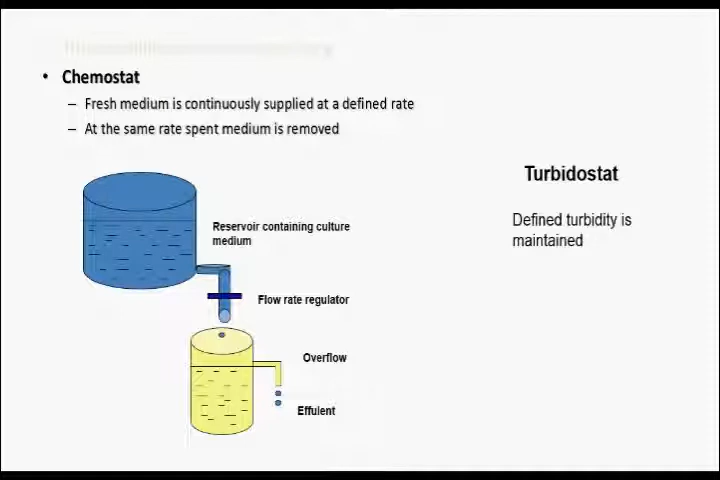 • Chemostat
– Fresh medium is continuously supplied at a defined rate
– At the same rate spent medium is removed
Turbidostat
Defined turbidity is
maintained
Reservoir containing culture
medium
Flow rate regulator
Overflow
Effulent